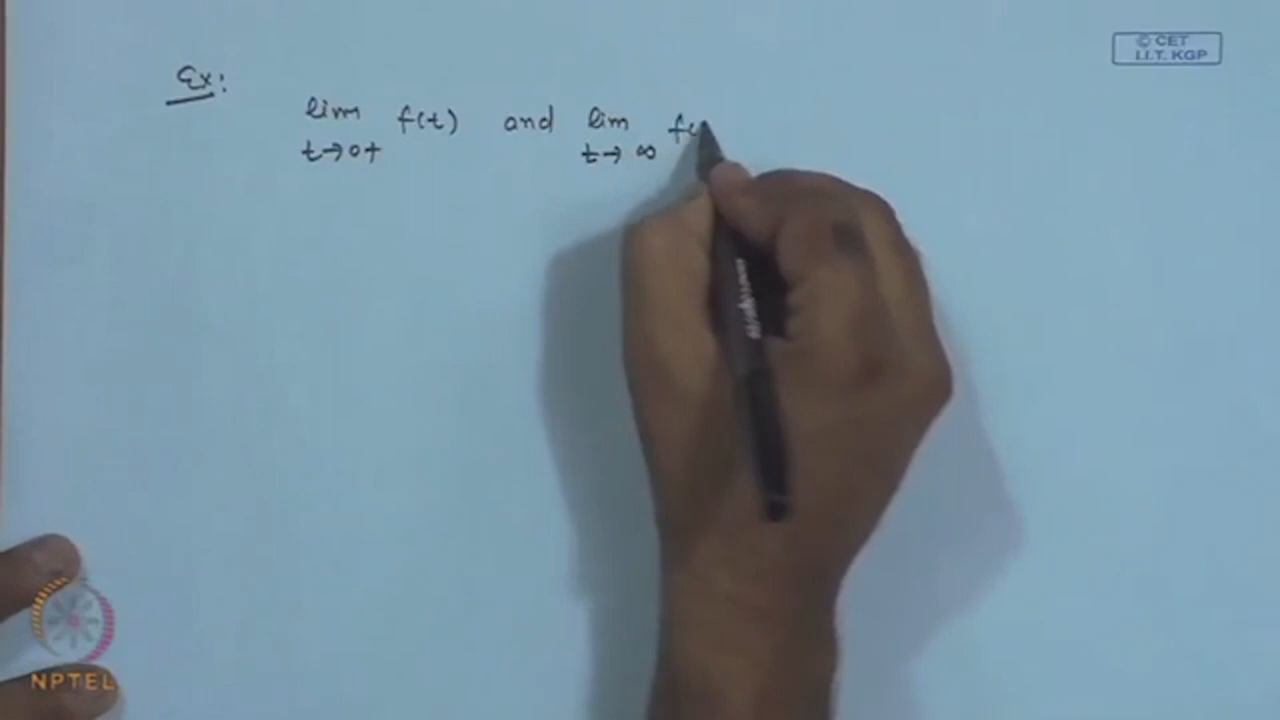 © CET
I.I.T. KGP
Ex:
lim f(t) and lim f(
t→0+ t→ ∞
NPTEL